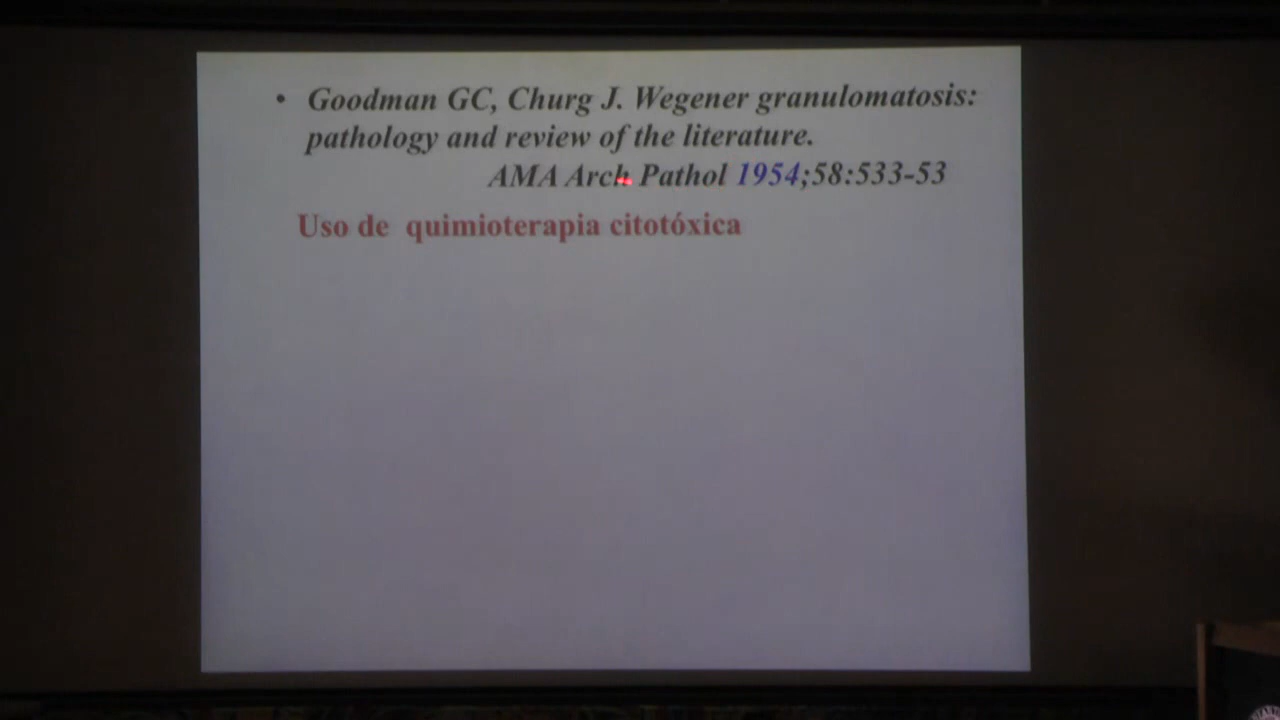 • Goodman GC, Churg J. Wegener granulomatosis:
pathology and review of the literature.
AMA Arch Pathol 1954;58:533-53
Uso de quimioterapia citotóxica